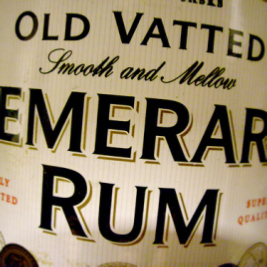 OLD VATTED
Smooth and Mellow
EMERAR
RUM